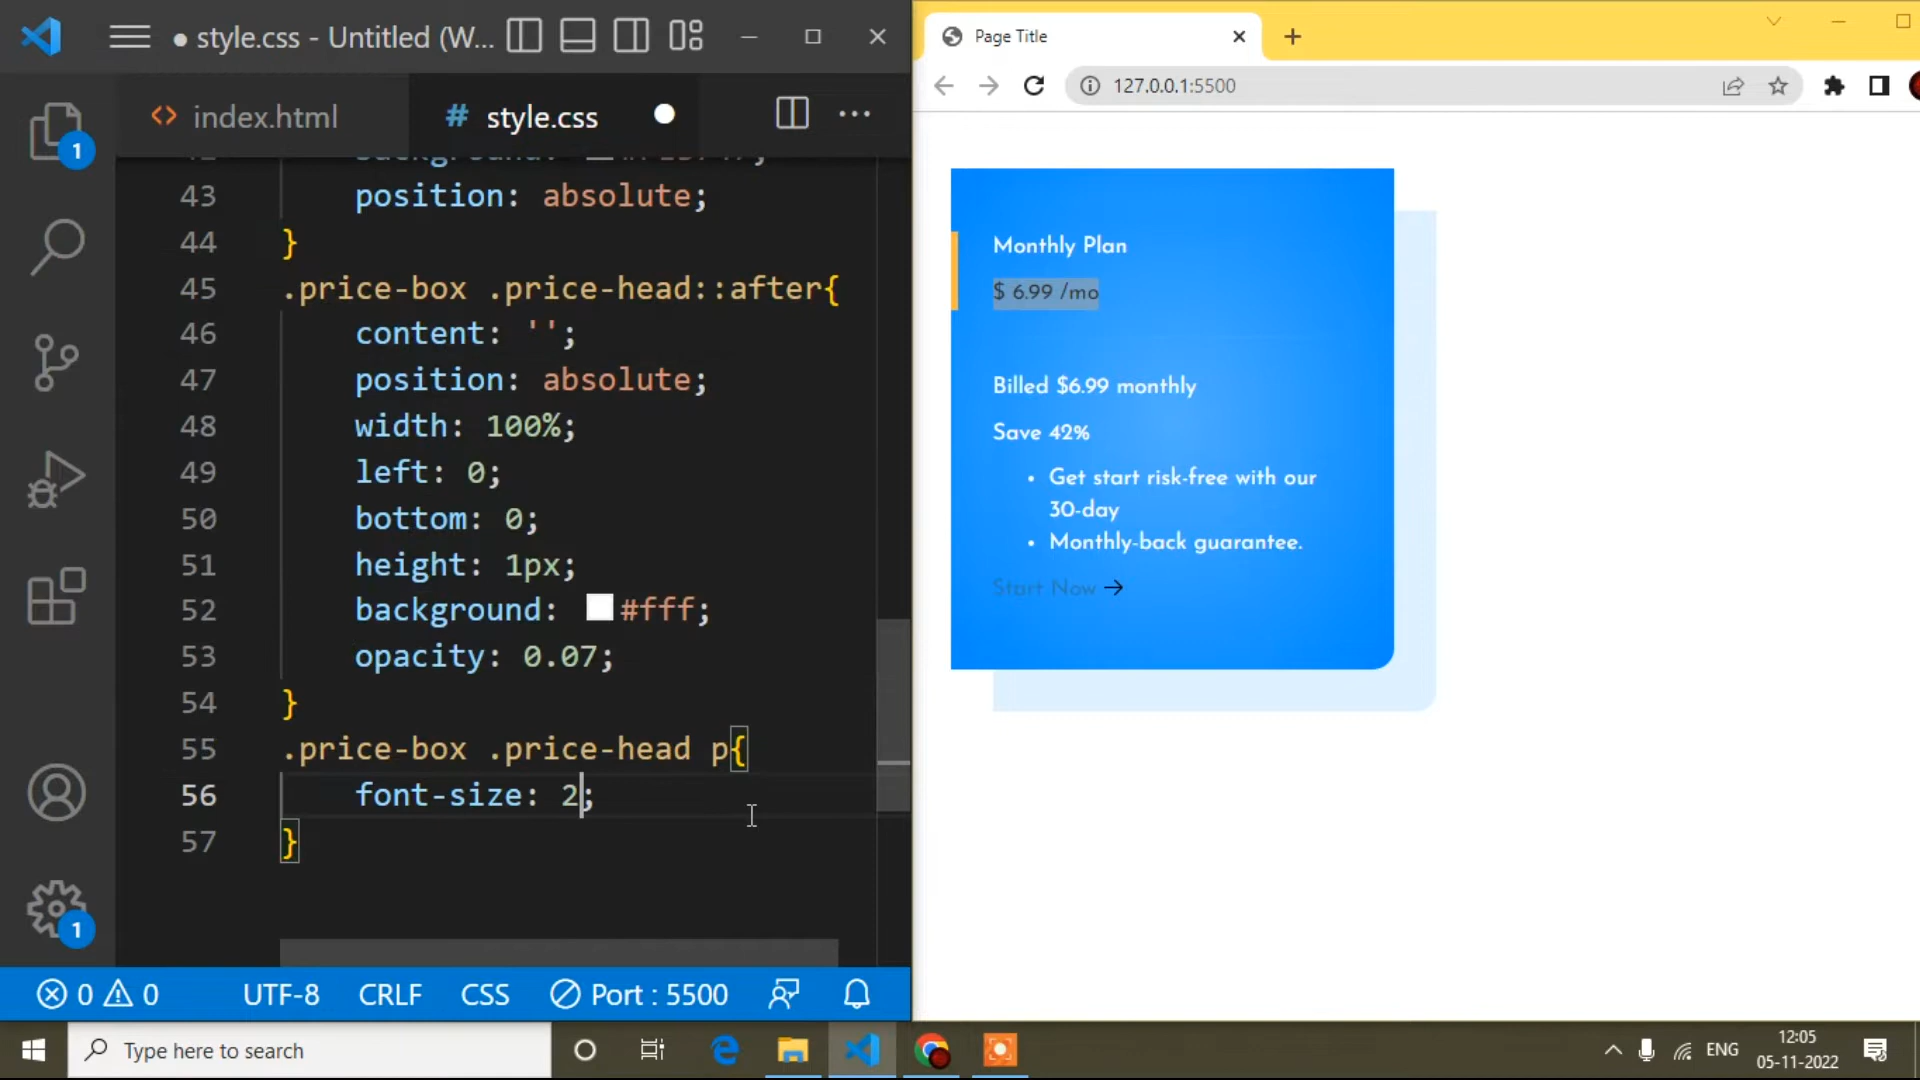 ● style.css - Untitled (W...
index.html
# style.css ●
43 position: absolute;
44 }
45 .price-box .price-head::after{
46 content: '';
47 position: absolute;
48 width: 100%;
49 left: 0;
50 bottom: 0;
51 height: 1px;
52 background: #fff;
53 opacity: 0.07;
54 }
55 .price-box .price-head p{
56 font-size: 2;
57 }
1
1
0 0 UTF-8 CRLF CSS Port : 5500
Page Title
127.0.0.1:5500
Monthly Plan
$ 6.99 /mo
Billed $6.99 monthly
Save 42%
• Get start risk-free with our
30-day
• Monthly-back guarantee.
Start Now →
Type here to search
ENG
12:05
05-11-2022